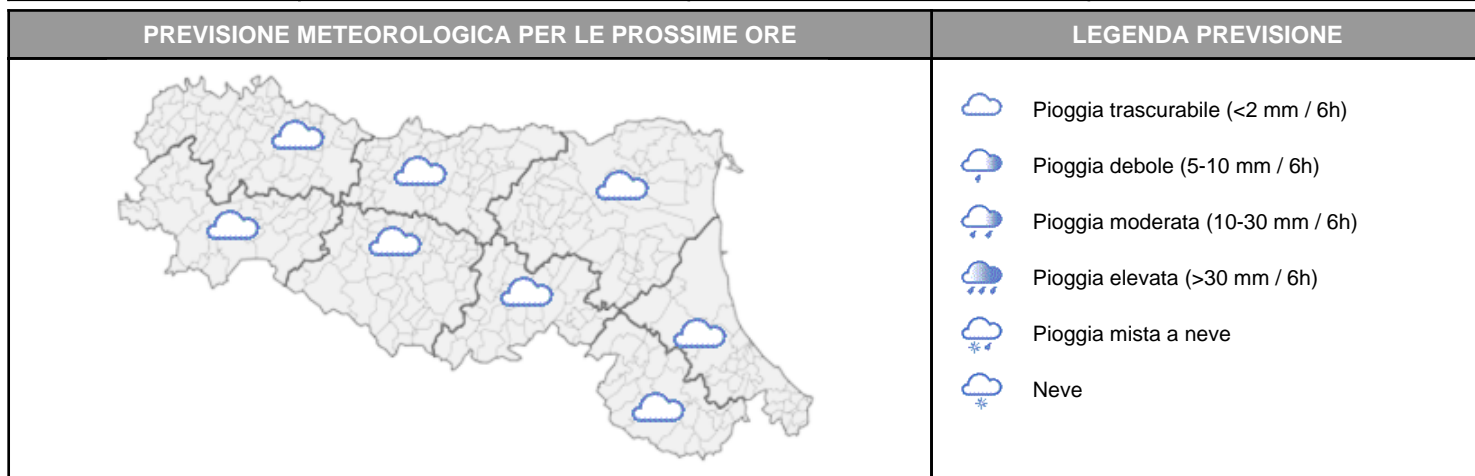 PREVISIONE METEOROLOGICA PER LE PROSSIME ORE
LEGENDA PREVISIONE
Pioggia trascurabile (<2 mm / 6h)
Pioggia debole (5-10 mm / 6h)
Pioggia moderata (10-30 mm / 6h)
Pioggia elevata (>30 mm / 6h)
Pioggia mista a neve
Neve